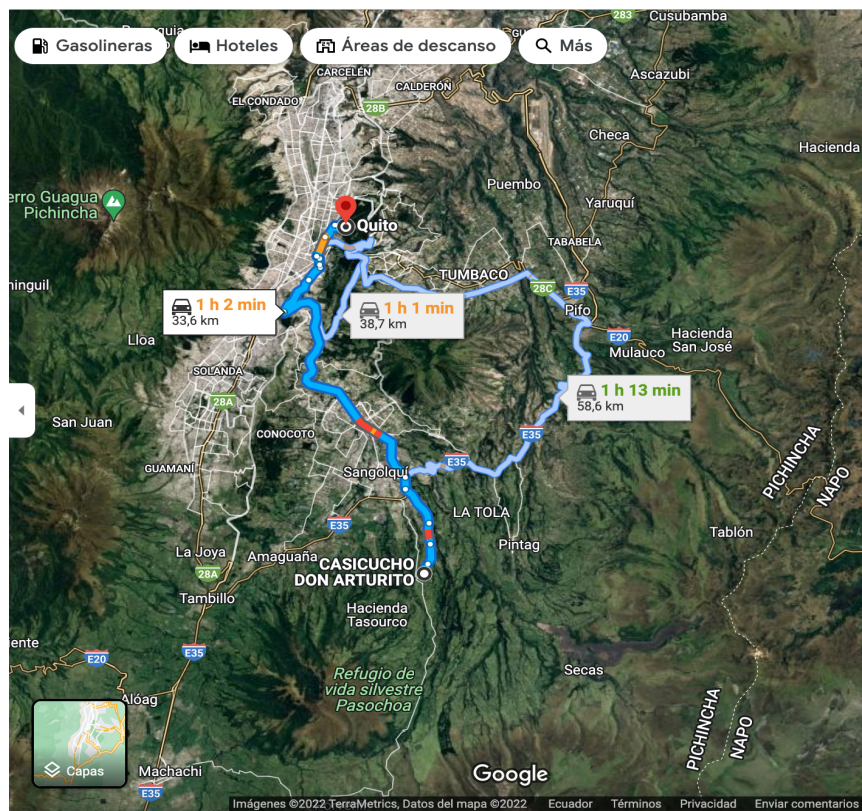 Cusubamba
283
Gasolineras
Hoteles
Áreas de descanso
Más
CARCELÉN
Ascazubi
CALDERÓN
EL CONDADO
28B
Checa
Hacienda
Puembo
erro Guagua
Pichincha
Yaruquí
Quito
TABABELA
TUMBACO
ninguil
28C
E35
1 h 2 min
33,6 km
1 h 1 min
38,7 km
Pifo
E20
Hacienda
San José
Lloa
Mulauco
SOLANDA
1 h 13 min
58,6 km
28A
San Juan
CONOCOTO
E35
PICHINCHA
NAPO
GUAMANÍ
Sangolquí
E35
LA TOLA
E35
Tablón
La Joya
Amaguaña
Pintag
CASICUCHO
DON ARTURITO
28A
Tambillo
Hacienda
Tasourco
ente
E20
E35
Secas
Refugio de
vida silvestre
Pasochoa
PICHINCHA
NAPO
Alóag
Capas
Machachi
Google
E35
Imágenes ©2022 TerraMetrics, Datos del mapa ©2022
Ecuador
Términos
Privacidad
Enviar comentarios